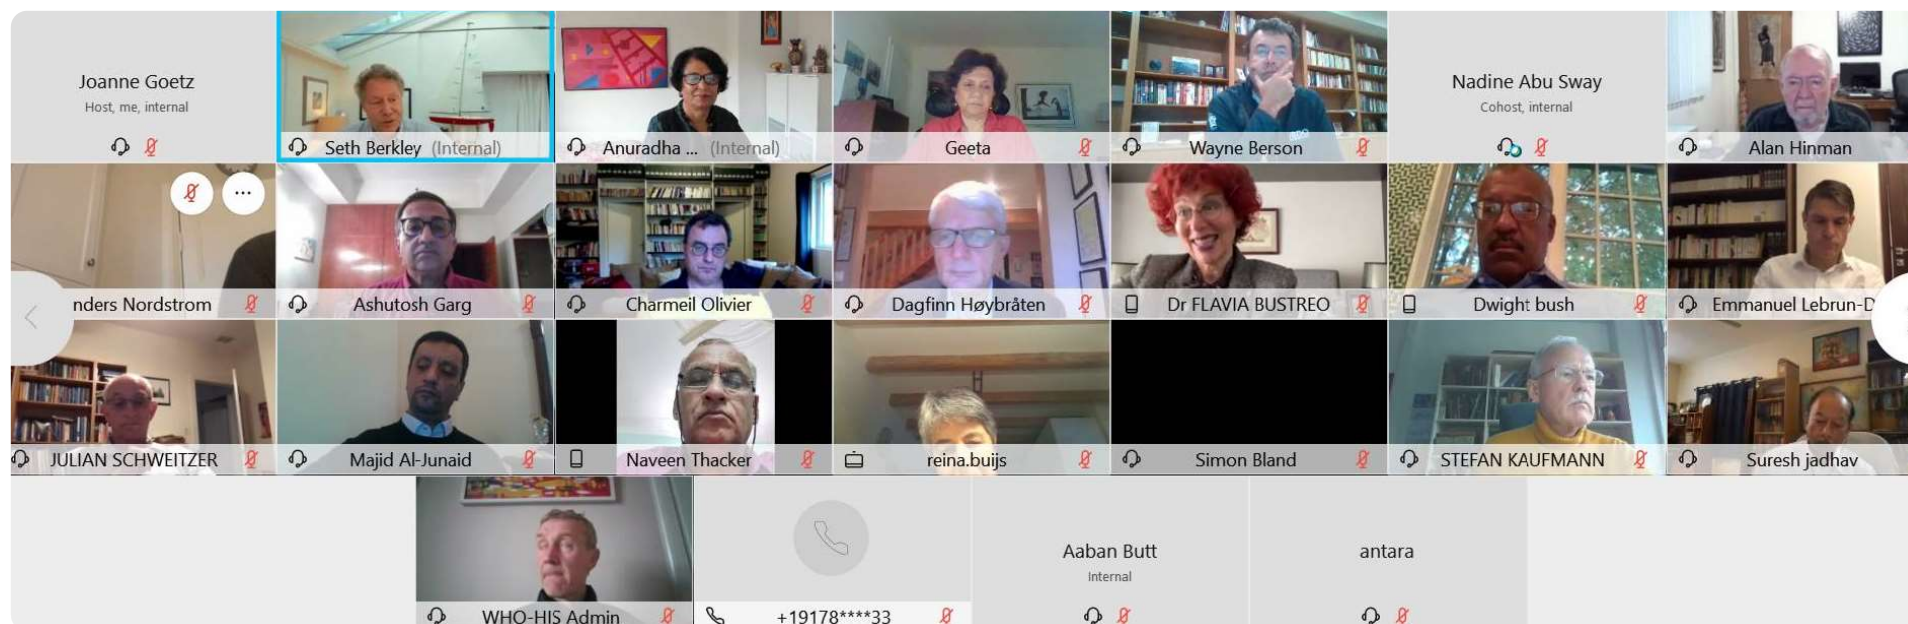 Joanne Goetz
Host, me, internal
Seth Berkley (Internal)
Anuradha ... (Internal)
Geeta
Wayne Berson
Nadine Abu Sway
Cohost, internal
Alan Hinman
nders Nordstrom
Ashutosh Garg
Charmeil Olivier
Dagfinn Høybråten
Dr FLAVIA BUSTREO
Dwight bush
Emmanuel Lebrun-D
JULIAN SCHWEITZER
Majid Al-Junaid
Naveen Thacker
reina.buijs
Simon Bland
STEFAN KAUFMANN
Suresh jadhav
WHO-HIS Admin
+19178****33
Aaban Butt
Internal
antara